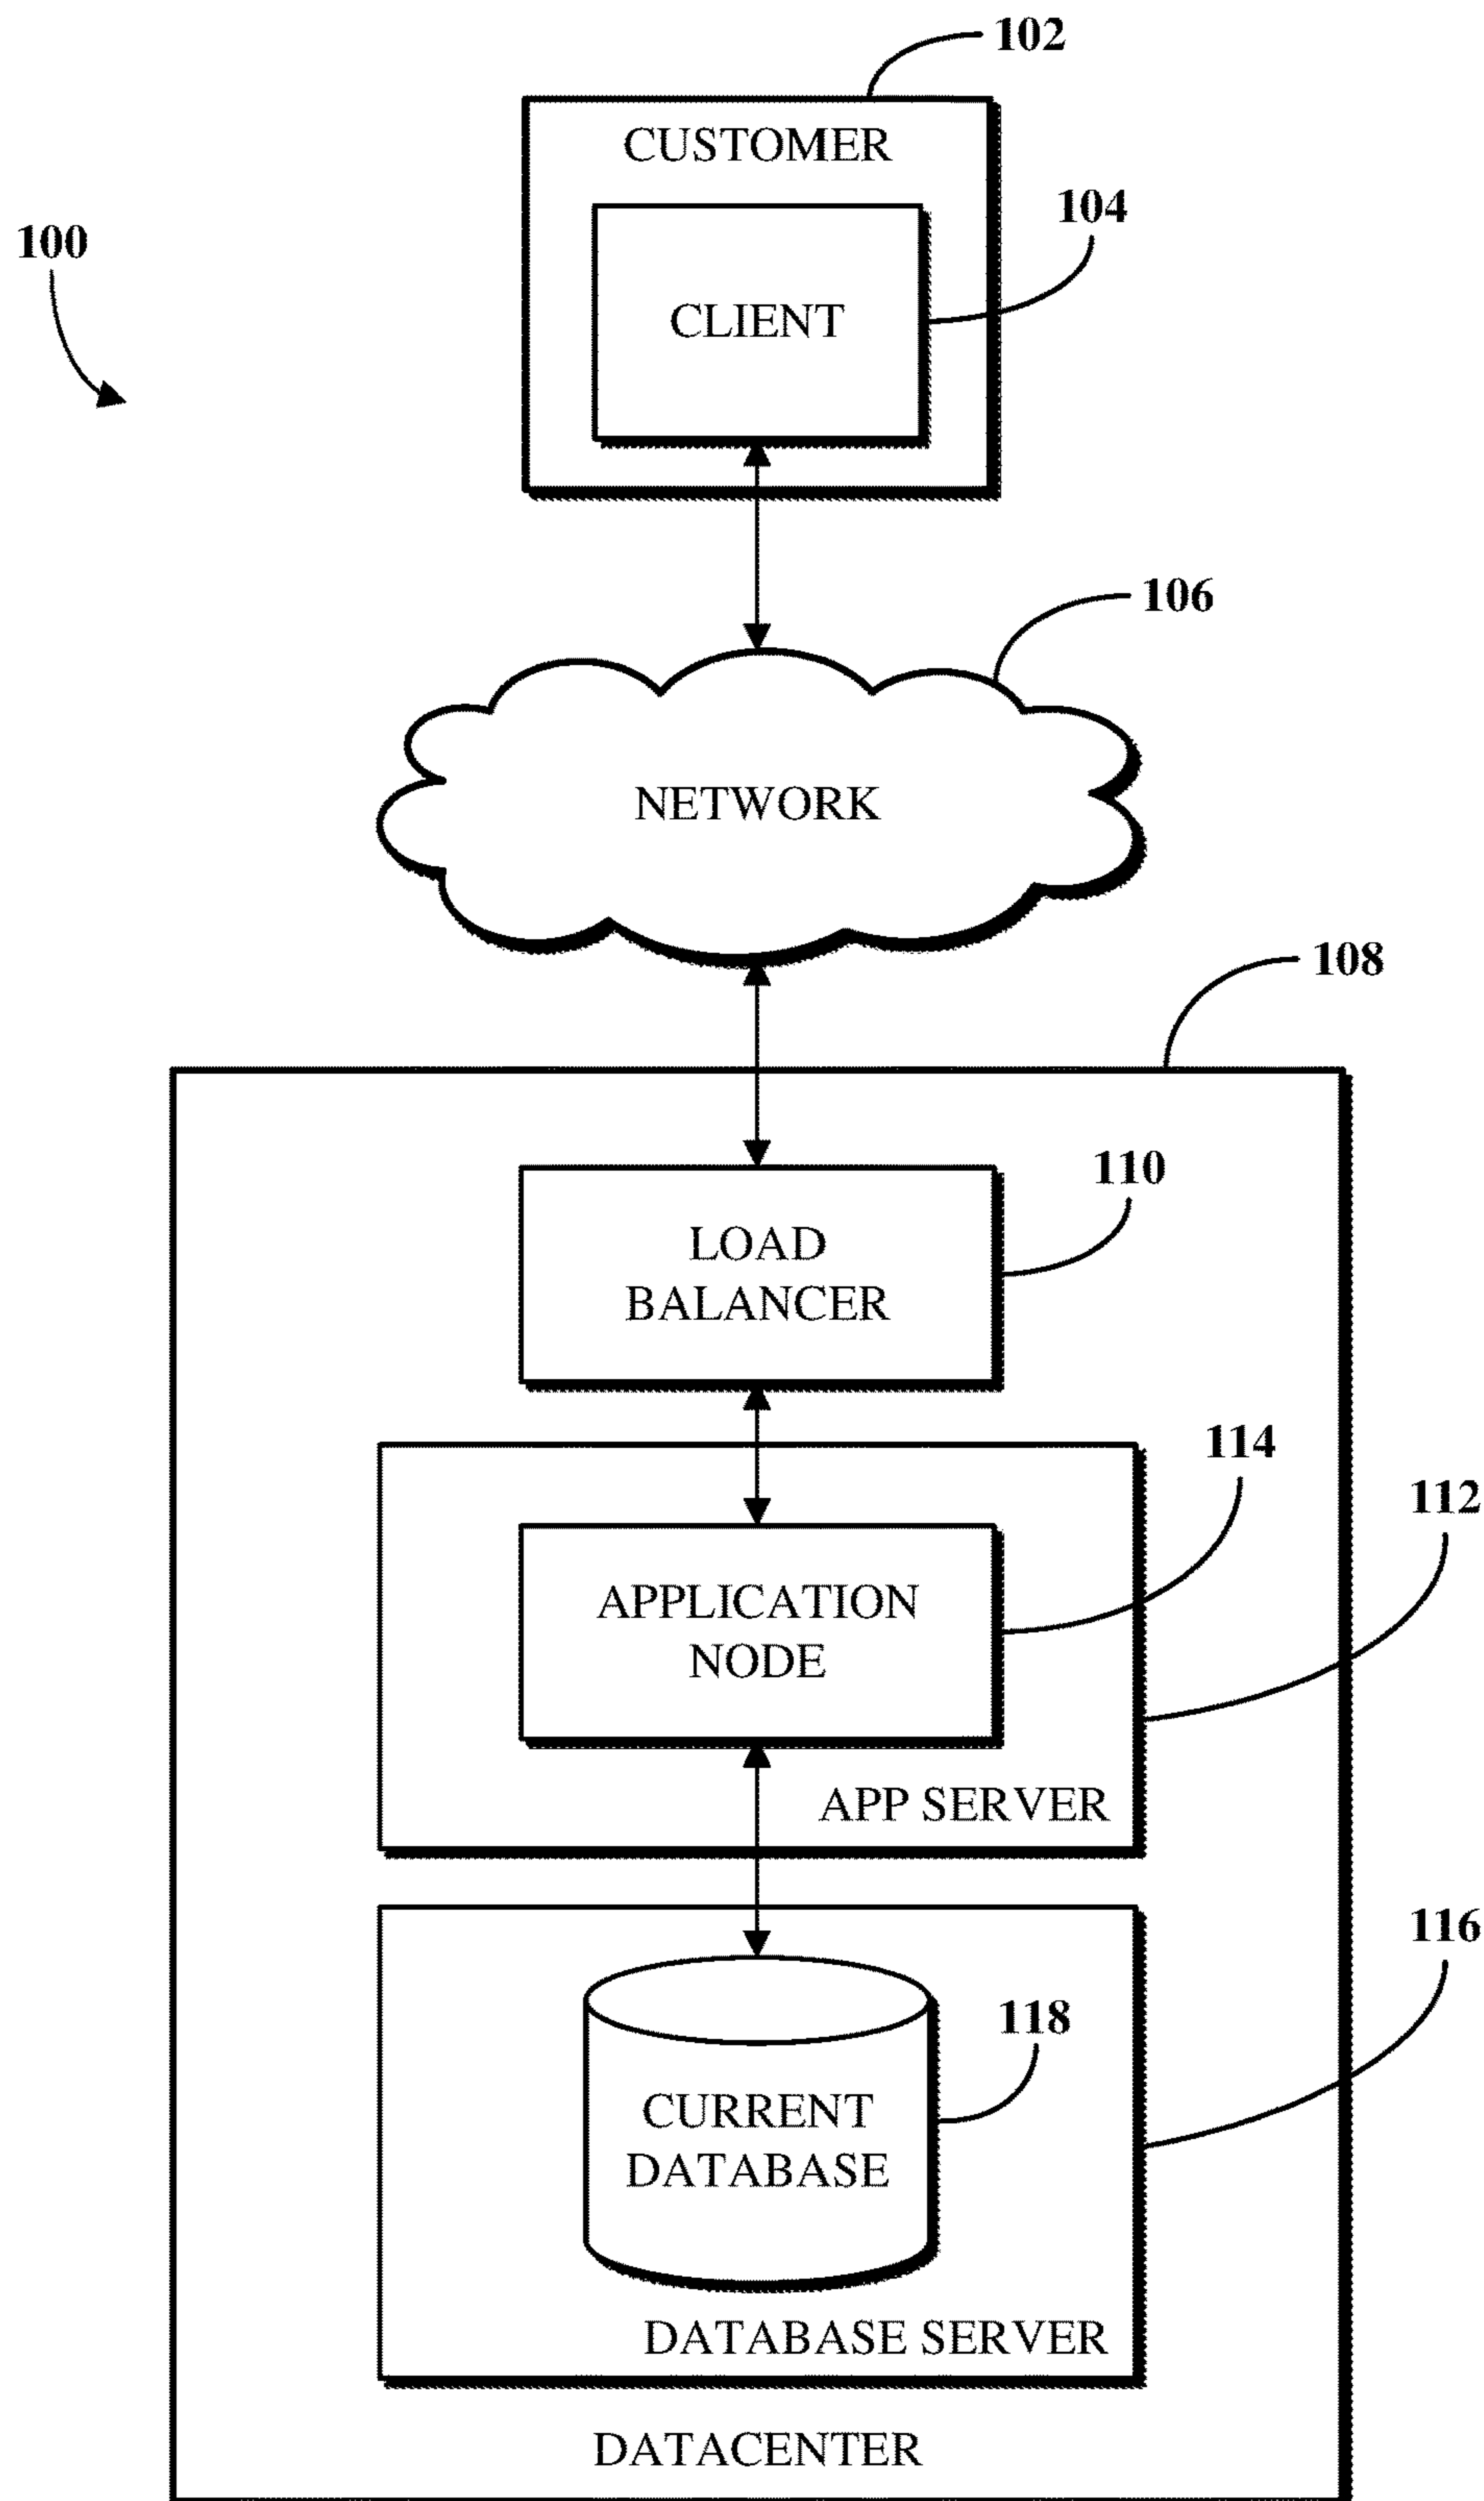 102
CUSTOMER
104
100
CLIENT
106
NETWORK
108
110
LOAD
BALANCER
114
112
APPLICATION
NODE
APP SERVER
116
118
CURRENT
DATABASE
DATABASE SERVER
DATACENTER